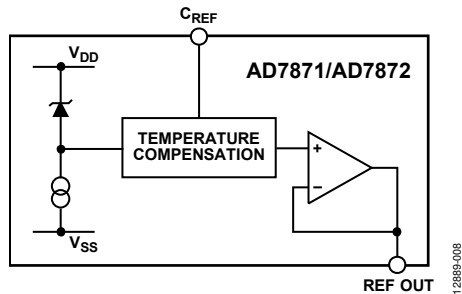 CREF
VDD
AD7871/AD7872
TEMPERATURE
COMPENSATION
+
−
VSS
REF OUT
12889-008